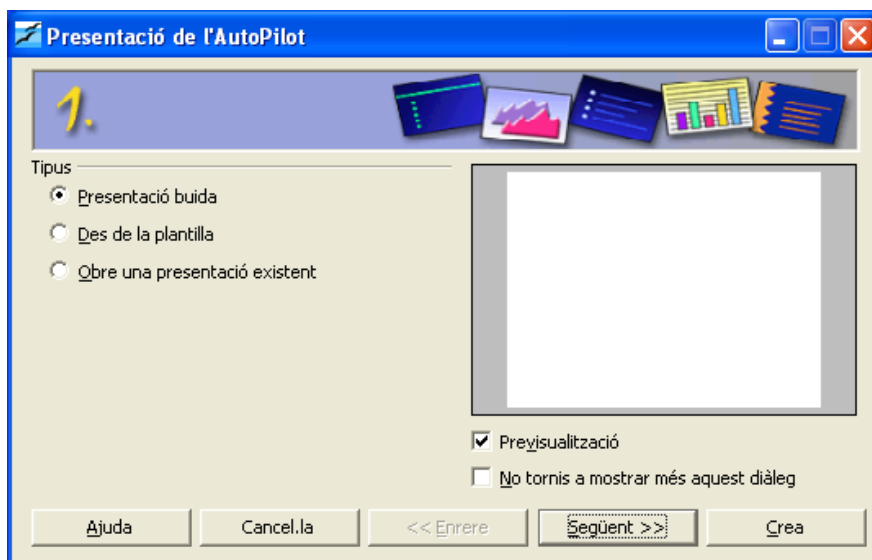 Presentació de l'AutoPilot
1.
Tipus
Presentació buida
Des de la plantilla
Obre una presentació existent
Previsualització
No tornis a mostrar més aquest diàleg
Ajuda
Cancel.la
<< Enrere
Següent >>
Crea